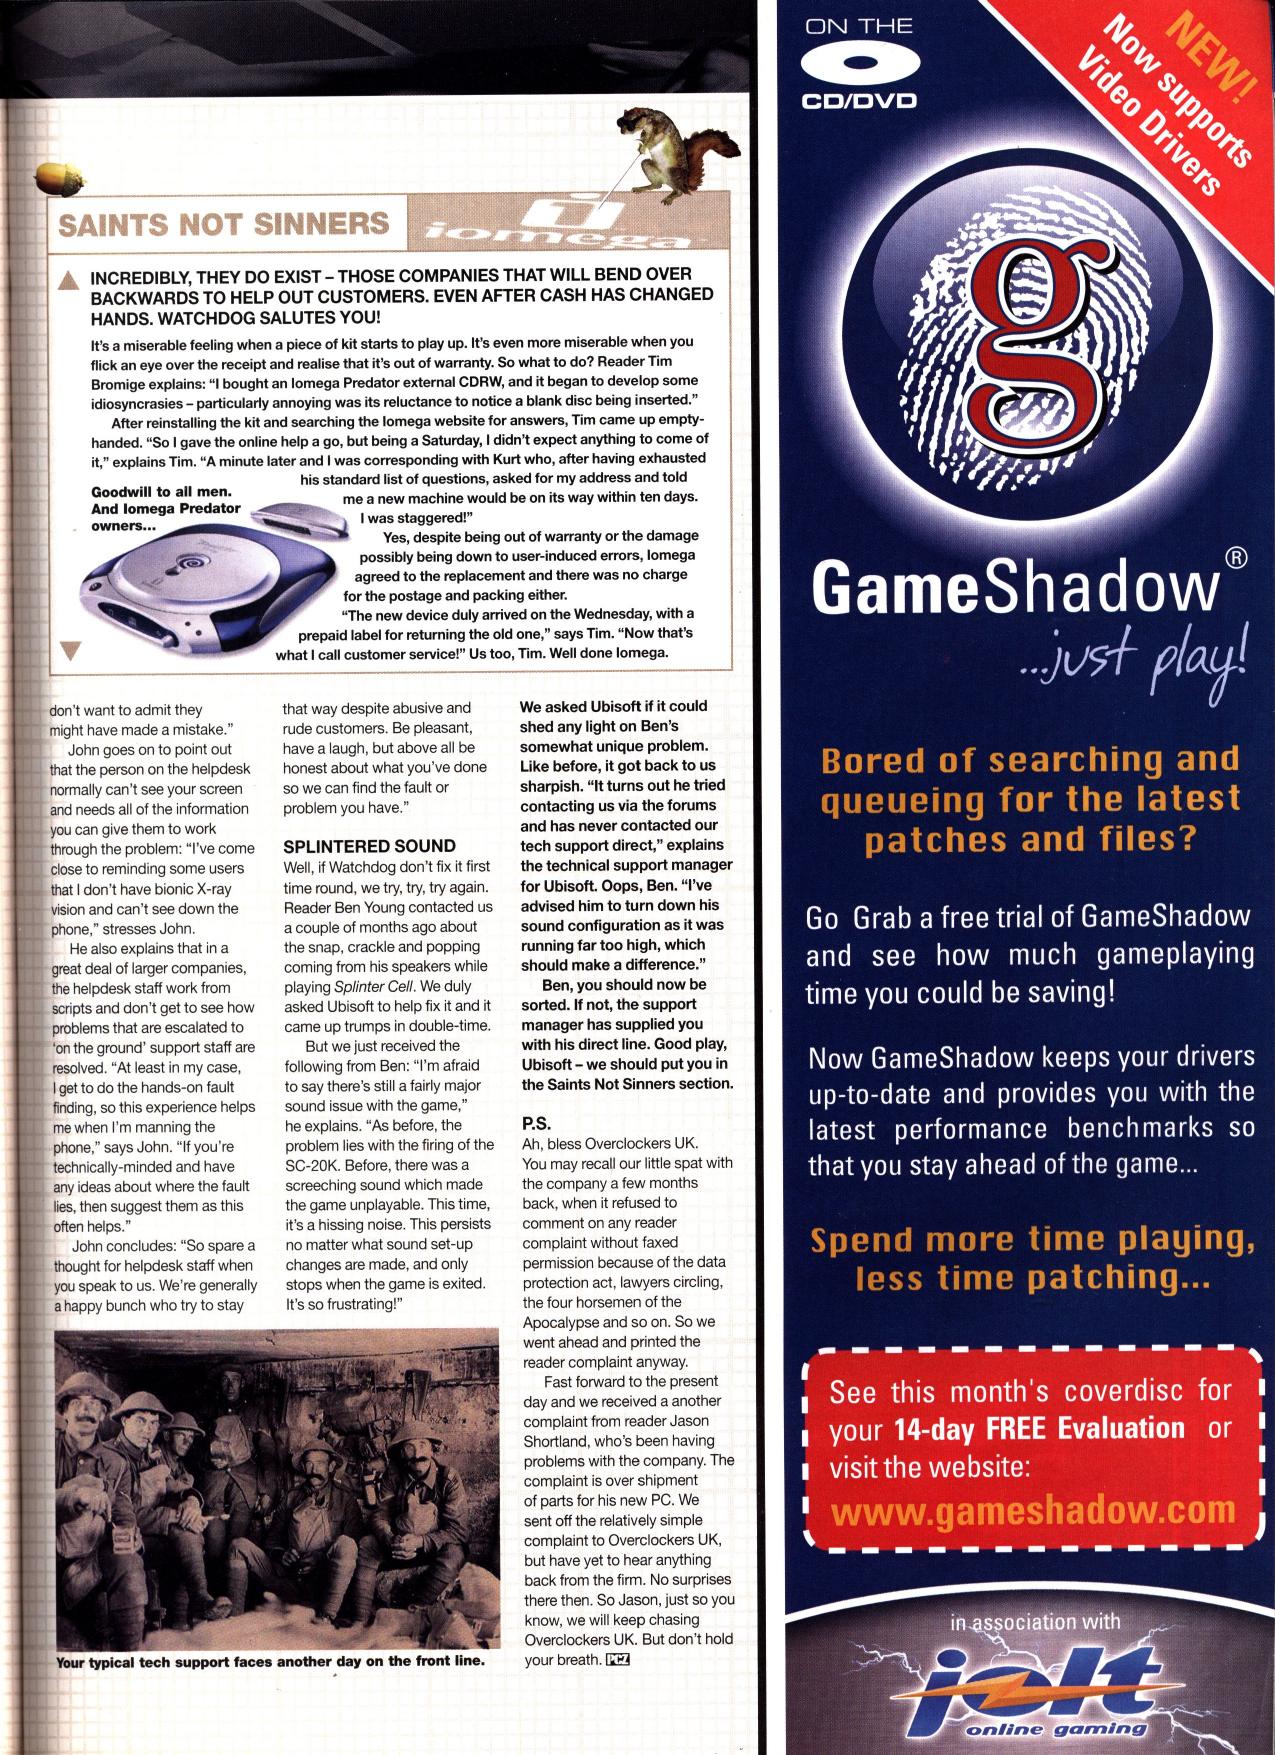 SAINTS NOT SINNERS
iomega
INCREDIBLY, THEY DO EXIST – THOSE COMPANIES THAT WILL BEND OVER
BACKWARDS TO HELP OUT CUSTOMERS. EVEN AFTER CASH HAS CHANGED
HANDS. WATCHDOG SALUTES YOU!
It's a miserable feeling when a piece of kit starts to play up. It's even more miserable when you
flick an eye over the receipt and realise that it's out of warranty. So what to do? Reader Tim
Bromige explains: “I bought an Iomega Predator external CDRW, and it began to develop some
idiosyncrasies – particularly annoying was its reluctance to notice a blank disc being inserted.”
After reinstalling the kit and searching the Iomega website for answers, Tim came up empty-
handed. “So I gave the online help a go, but being a Saturday, I didn't expect anything to come of
it,” explains Tim. “A minute later and I was corresponding with Kurt who, after having exhausted
his standard list of questions, asked for my address and told
me a new machine would be on its way within ten days.
I was staggered!”
Yes, despite being out of warranty or the damage
possibly being down to user-induced errors, Iomega
agreed to the replacement and there was no charge
for the postage and packing either.
“The new device duly arrived on the Wednesday, with a
prepaid label for returning the old one,” says Tim. “Now that's
what I call customer service!” Us too, Tim. Well done Iomega.
Goodwill to all men.
And Iomega Predator
owners...
don't want to admit they
might have made a mistake.”
John goes on to point out
that the person on the helpdesk
normally can't see your screen
and needs all of the information
you can give them to work
through the problem: “I've come
close to reminding some users
that I don't have bionic X-ray
vision and can't see down the
phone,” stresses John.
He also explains that in a
great deal of larger companies,
the helpdesk staff work from
scripts and don't get to see how
problems that are escalated to
'on the ground' support staff are
resolved. “At least in my case,
I get to do the hands-on fault
finding, so this experience helps
me when I'm manning the
phone,” says John. “If you're
technically-minded and have
any ideas about where the fault
lies, then suggest them as this
often helps.”
John concludes: “So spare a
thought for helpdesk staff when
you speak to us. We're generally
a happy bunch who try to stay
that way despite abusive and
rude customers. Be pleasant,
have a laugh, but above all be
honest about what you've done
so we can find the fault or
problem you have.”
SPLINTERED SOUND
Well, if Watchdog don't fix it first
time round, we try, try, try again.
Reader Ben Young contacted us
a couple of months ago about
the snap, crackle and popping
coming from his speakers while
playing Splinter Cell. We duly
asked Ubisoft to help fix it and it
came up trumps in double-time.
But we just received the
following from Ben: “I'm afraid
to say there's still a fairly major
sound issue with the game,”
he explains. “As before, the
problem lies with the firing of the
SC-20K. Before, there was a
screeching sound which made
the game unplayable. This time,
it's a hissing noise. This persists
no matter what sound set-up
changes are made, and only
stops when the game is exited.
It's so frustrating!”
We asked Ubisoft if it could
shed any light on Ben's
somewhat unique problem.
Like before, it got back to us
sharpish. “It turns out he tried
contacting us via the forums
and has never contacted our
tech support direct,” explains
the technical support manager
for Ubisoft. Oops, Ben. “I've
advised him to turn down his
sound configuration as it was
running far too high, which
should make a difference.”
Ben, you should now be
sorted. If not, the support
manager has supplied you
with his direct line. Good play,
Ubisoft – we should put you in
the Saints Not Sinners section.
P.S.
Ah, bless Overclockers UK.
You may recall our little spat with
the company a few months
back, when it refused to
comment on any reader
complaint without faxed
permission because of the data
protection act, lawyers circling,
the four horsemen of the
Apocalypse and so on. So we
went ahead and printed the
reader complaint anyway.
Fast forward to the present
day and we received a another
complaint from reader Jason
Shortland, who's been having
problems with the company. The
complaint is over shipment
of parts for his new PC. We
sent off the relatively simple
complaint to Overclockers UK,
but have yet to hear anything
back from the firm. No surprises
there then. So Jason, just so you
know, we will keep chasing
Overclockers UK. But don't hold
your breath. PCZ
Your typical tech support faces another day on the front line.
ON THE
CD/DVD
NEW!
Now supports
Video Drivers
g
GameShadow®
...just play!
Bored of searching and
queueing for the latest
patches and files?
Go Grab a free trial of GameShadow
and see how much gameplaying
time you could be saving!
Now GameShadow keeps your drivers
up-to-date and provides you with the
latest performance benchmarks so
that you stay ahead of the game...
Spend more time playing,
less time patching...
See this month's coverdisc for
your 14-day FREE Evaluation or
visit the website:
www.gameshadow.com
in association with
jolt
online gaming